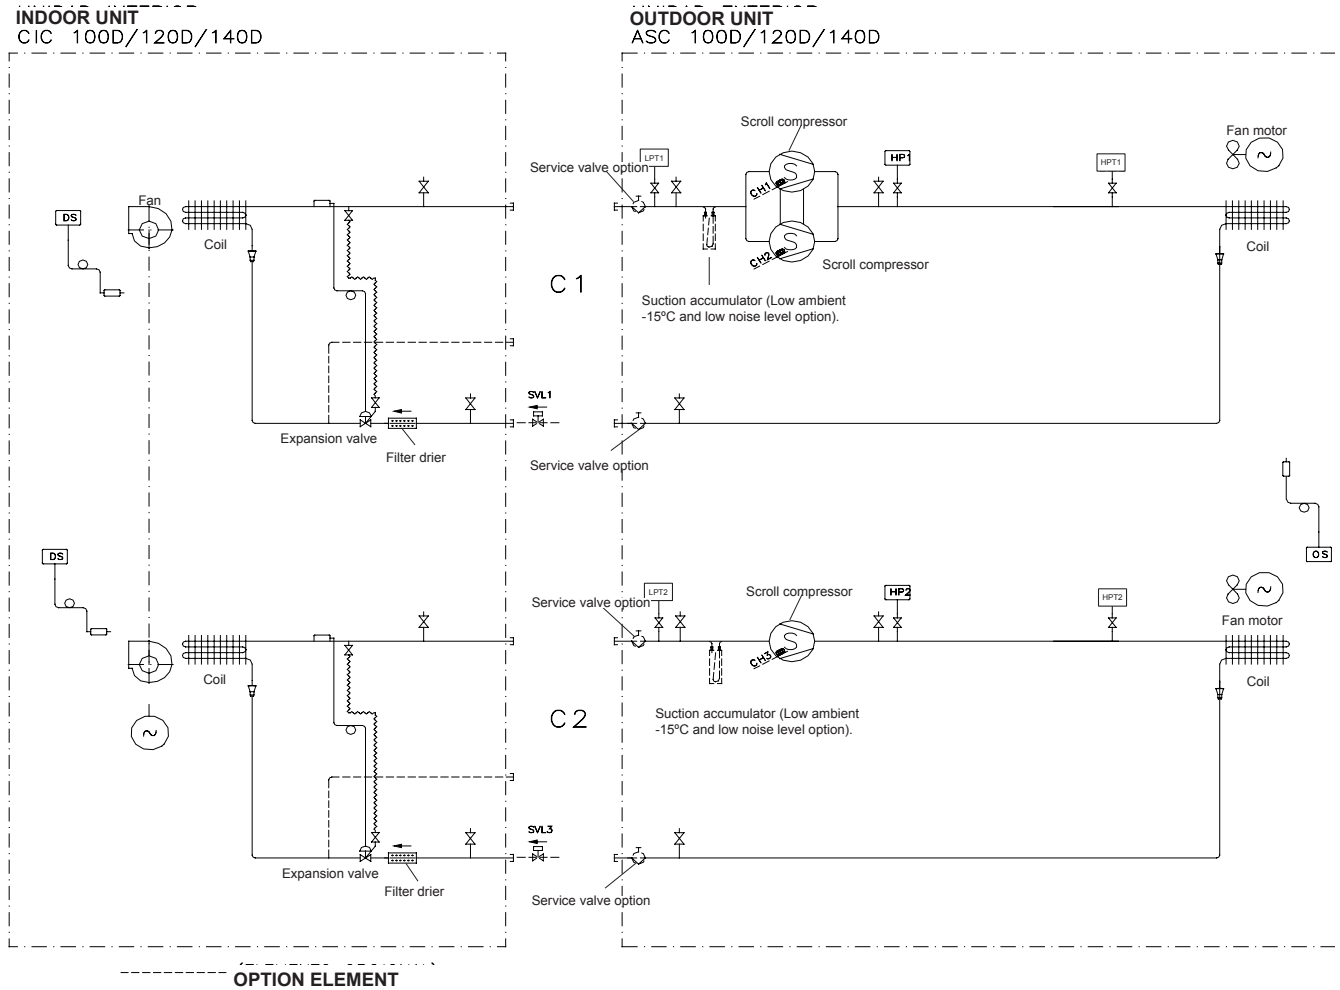 INDOOR UNIT
CIC 100D/120D/140D
OUTDOOR UNIT
ASC 100D/120D/140D
Scroll compressor
Fan motor
Service valve option
LPT1
HP1
HPT1
CH1
S
~
DS
Fan
Coil
CH2
S
Scroll compressor
Coil
C1
Suction accumulator (Low ambient
-15ºC and low noise level option).
SVL1
Expansion valve
Filter drier
Service valve option
OS
DS
Service valve option
LPT2
Scroll compressor
HP2
HPT2
~
Fan motor
CH3
S
Coil
Coil
C2
~
Suction accumulator (Low ambient
-15ºC and low noise level option).
SVL3
Expansion valve
Filter drier
Service valve option
OPTION ELEMENT